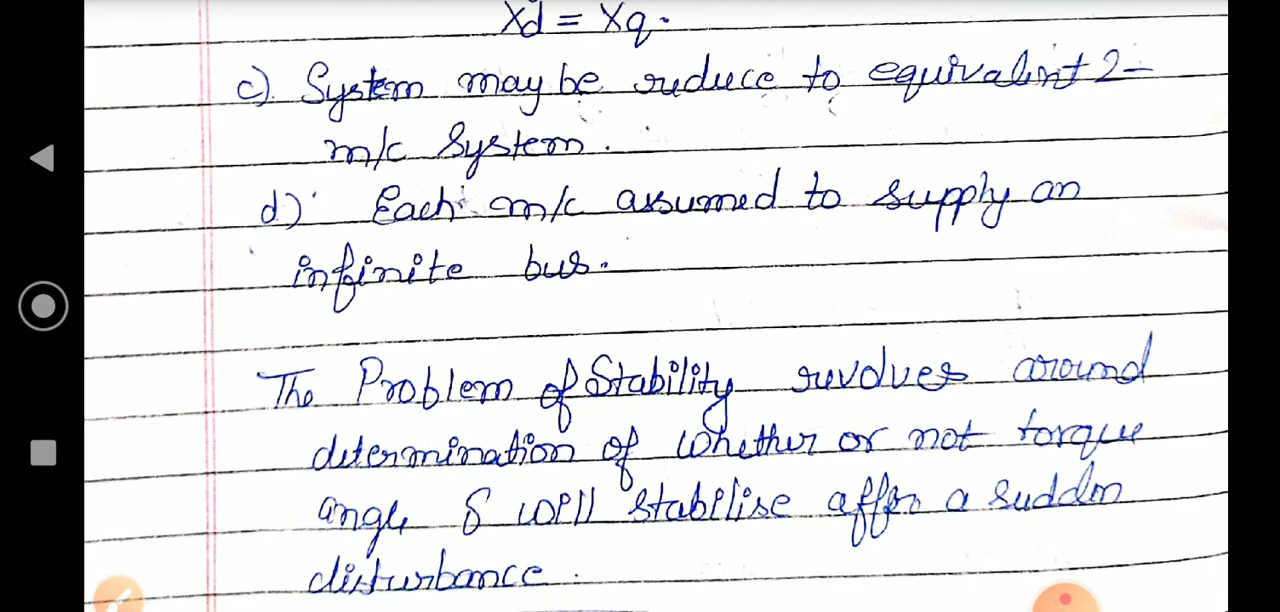 Xd = Xq.
c). System may be reduce to equivalent 2-
m/c System.
d) Each m/c assumed to supply an
infinite bus.
The Problem of Stability revolves around
determination of whether or not torque
angle δ will stabilise after a sudden
disturbance.